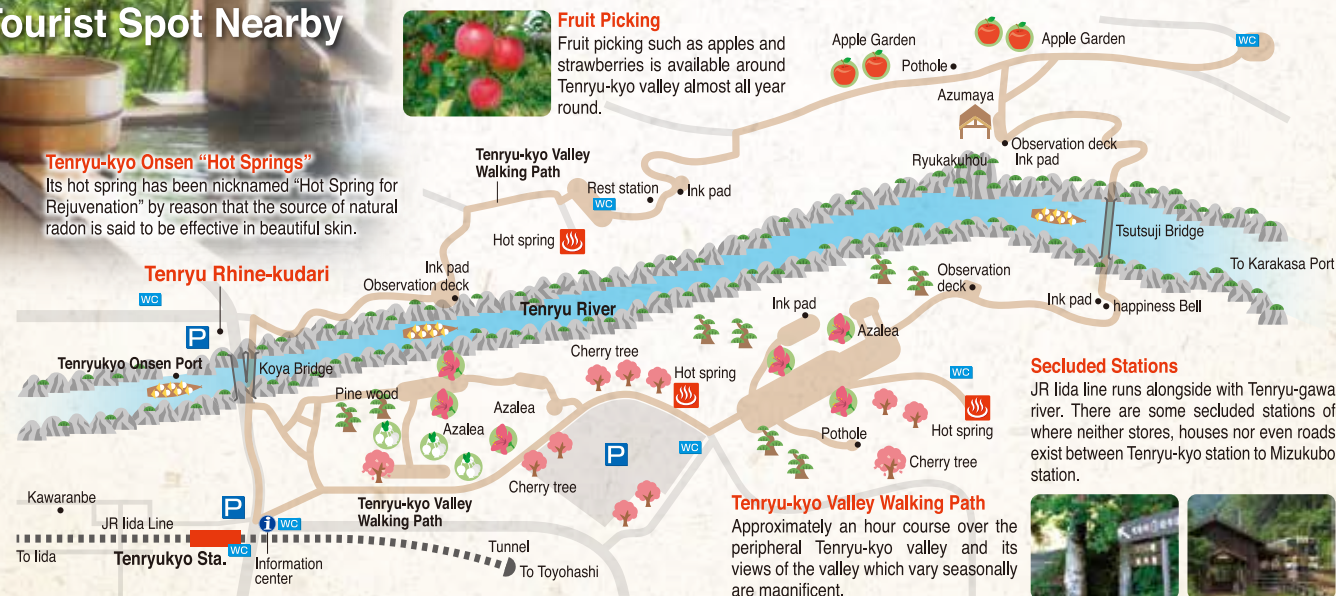 Tourist Spot Nearby
Tenryu-kyo Onsen “Hot Springs”
Its hot spring has been nicknamed “Hot Spring for
Rejuvenation” by reason that the source of natural
radon is said to be effective in beautiful skin.
Fruit Picking
Fruit picking such as apples and
strawberries is available around
Tenryu-kyo valley almost all year
round.
Apple Garden
Apple Garden
WC
Pothole
Azumaya
Observation deck
Ink pad
Ryukakuhou
Tenryu-kyo Valley
Walking Path
Rest station
WC
Ink pad
Hot spring
Tsutsuji Bridge
To Karakasa Port
Ink pad
Observation deck
Tenryu Rhine-kudari
WC
P
Tenryu River
Observation
deck
Ink pad
happiness Bell
Ink pad
Azalea
Tenryukyo Onsen Port
Koya Bridge
Cherry tree
Hot spring
Pine wood
Azalea
Azalea
WC
Hot spring
Pothole
Cherry tree
P
WC
Cherry tree
Secluded Stations
JR Iida line runs alongside with Tenryu-gawa
river. There are some secluded stations of
where neither stores, houses nor even roads
exist between Tenryu-kyo station to Mizukubo
station.
Kawaranbe
P
Tenryu-kyo Valley
Walking Path
JR Iida Line
i WC
To Iida
Tenryukyo Sta.
WC
Information
center
Tunnel
To Toyohashi
Tenryu-kyo Valley Walking Path
Approximately an hour course over the
peripheral Tenryu-kyo valley and its
views of the valley which vary seasonally
are magnificent.